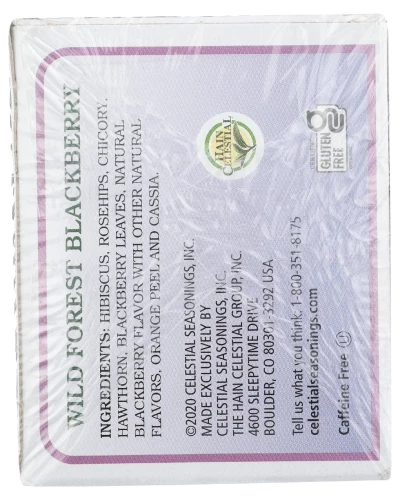 WILD FOREST BLACKBERRY
INGREDIENTS: HIBISCUS, ROSEHIPS, CHICORY,
HAWTHORN, BLACKBERRY LEAVES, NATURAL
BLACKBERRY FLAVOR WITH OTHER NATURAL
FLAVORS, ORANGE PEEL AND CASSIA.
©2020 CELESTIAL SEASONINGS, INC.
MADE EXCLUSIVELY BY
CELESTIAL SEASONINGS, INC.
THE HAIN CELESTIAL GROUP, INC.
4600 SLEEPYTIME DRIVE
BOULDER, CO 80301-3292 USA
Tell us what you think: 1-800-351-8175
celestialseasonings.com
Caffeine Free Ⓤ
HAIN
CELESTIAL
GLUTEN
FREE